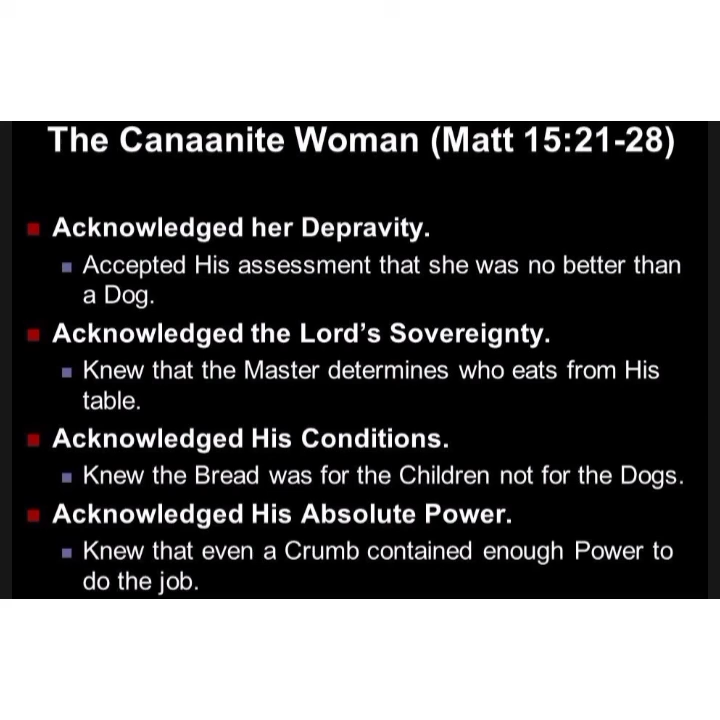 The Canaanite Woman (Matt 15:21-28)
Acknowledged her Depravity.
Accepted His assessment that she was no better than
a Dog.
Acknowledged the Lord's Sovereignty.
Knew that the Master determines who eats from His
table.
Acknowledged His Conditions.
Knew the Bread was for the Children not for the Dogs.
Acknowledged His Absolute Power.
Knew that even a Crumb contained enough Power to
do the job.